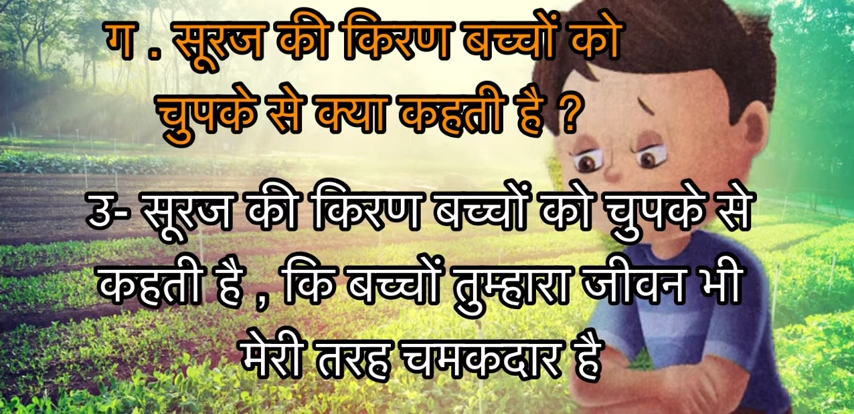 ग . सूरज की किरण बच्चों को
चुपके से क्या कहती है ?
उ- सूरज की किरण बच्चों को चुपके से
कहती है , कि बच्चों तुम्हारा जीवन भी
मेरी तरह चमकदार है